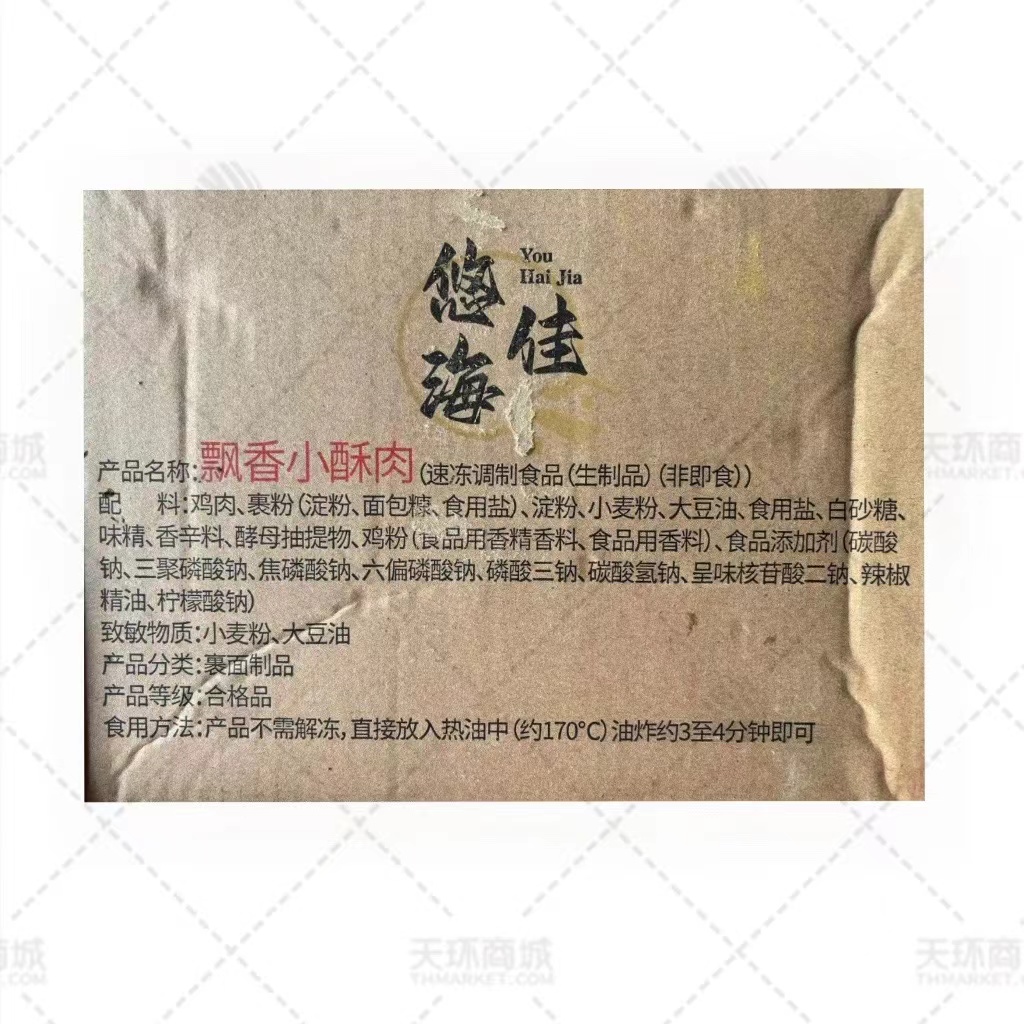 悠海佳
You
Hai Jia
产品名称:飘香小酥肉(速冻调制食品(生制品)(非即食))
配 料:鸡肉、裹粉(淀粉、面包糠、食用盐)、淀粉、小麦粉、大豆油、食用盐、白砂糖、
味精、香辛料、酵母抽提物、鸡粉(食品用香精香料、食品用香料)、食品添加剂(碳酸
钠、三聚磷酸钠、焦磷酸钠、六偏磷酸钠、磷酸三钠、碳酸氢钠、呈味核苷酸二钠、辣椒
精油、柠檬酸钠)
致敏物质:小麦粉、大豆油
产品分类:裹面制品
产品等级:合格品
食用方法:产品不需解冻,直接放入热油中(约170℃)油炸约3至4分钟即可
天环商城
THMARKET.COM